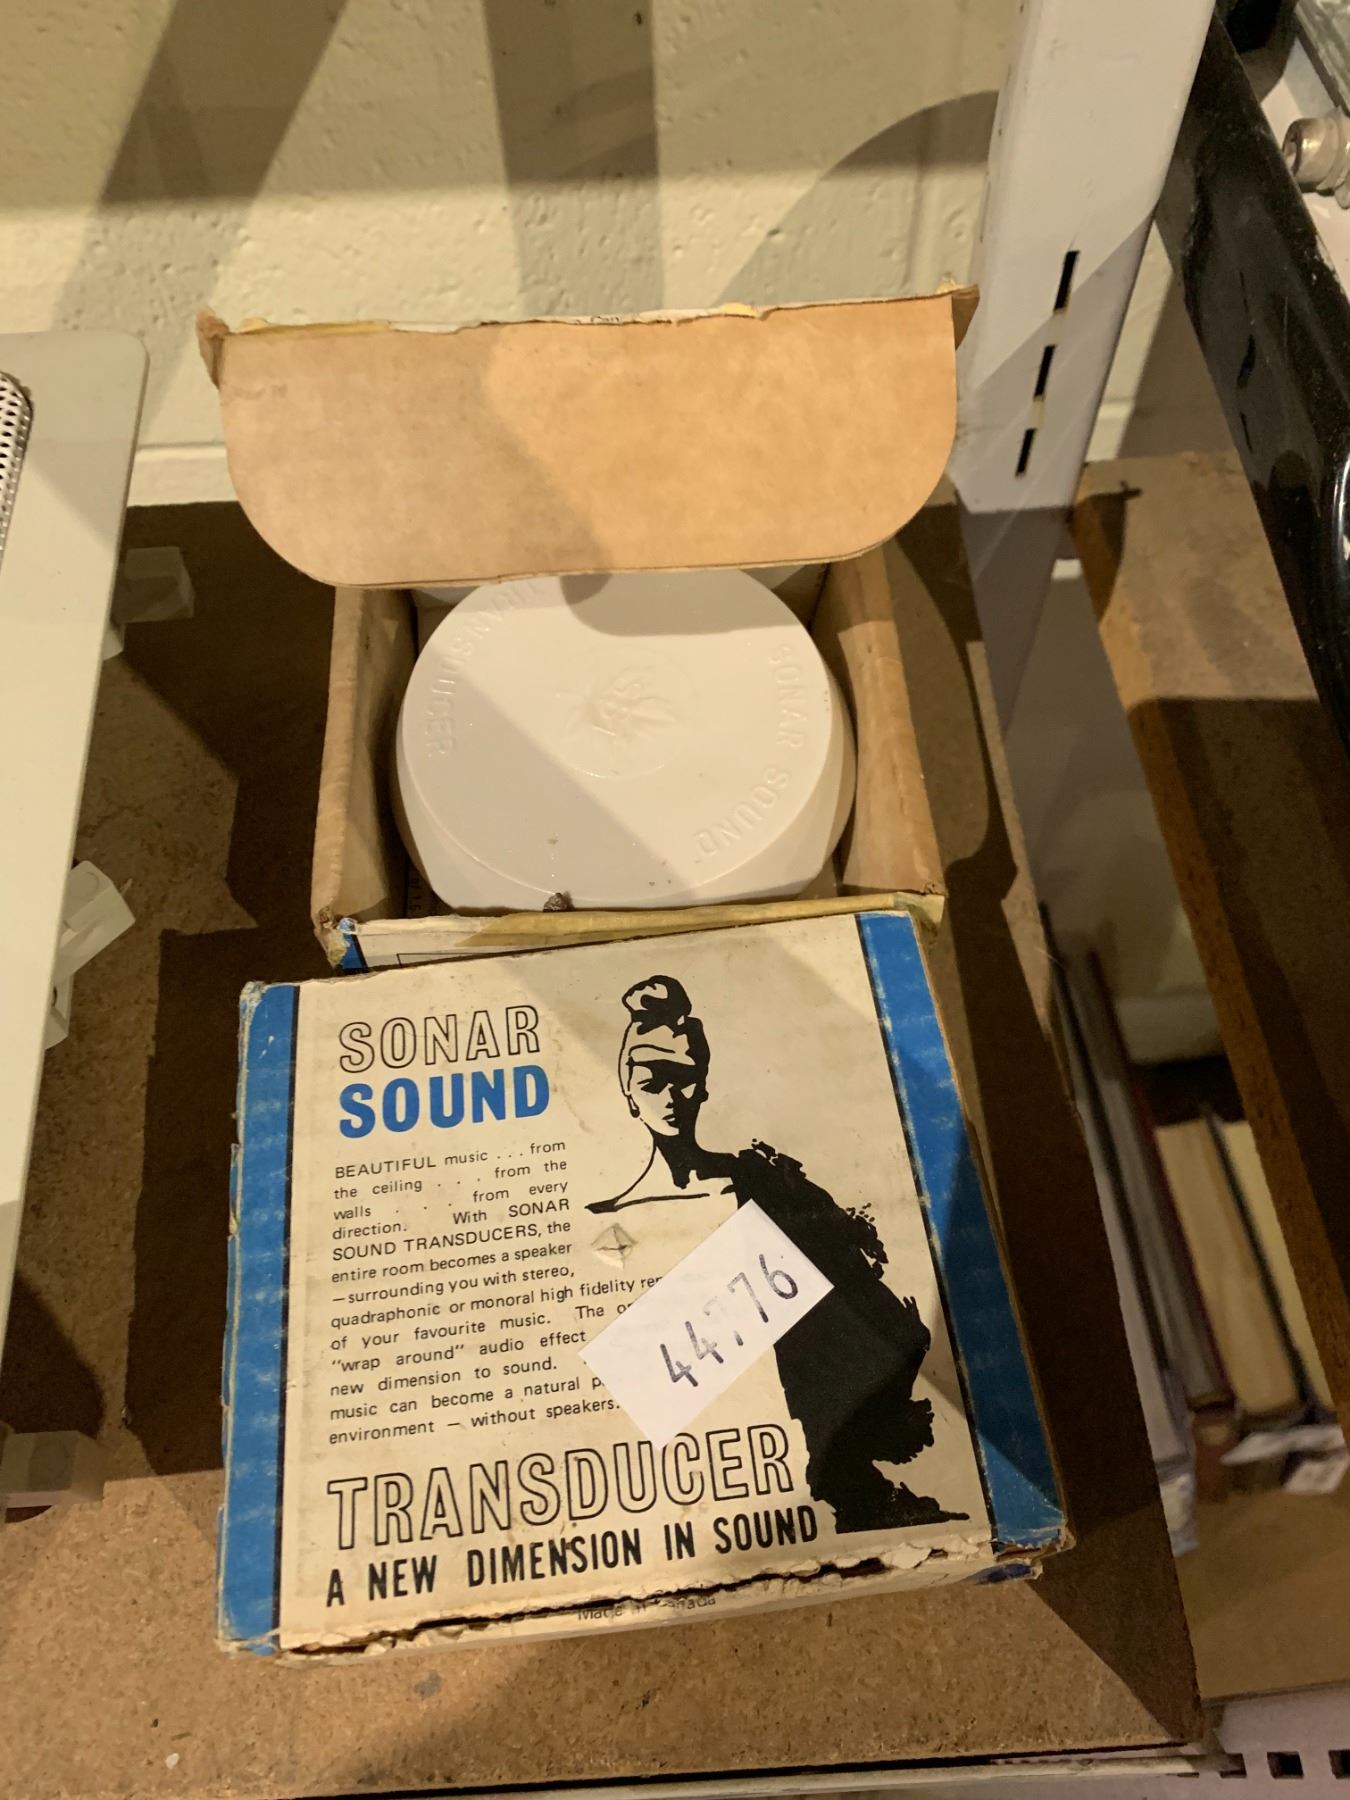 TRANSDUCER
SONAR SOUND
SONAR
SOUND
BEAUTIFUL music . . . from
the ceiling . . . from the
walls . . . from every
direction. With SONAR
SOUND TRANSDUCERS, the
entire room becomes a speaker
—surrounding you with stereo,
quadraphonic or monoral high fidelity
of your favourite music. The
"wrap around" audio effect
new dimension to sound.
music can become a natural
environment — without speakers.
44776
TRANSDUCER
A NEW DIMENSION IN SOUND
Made in Canada